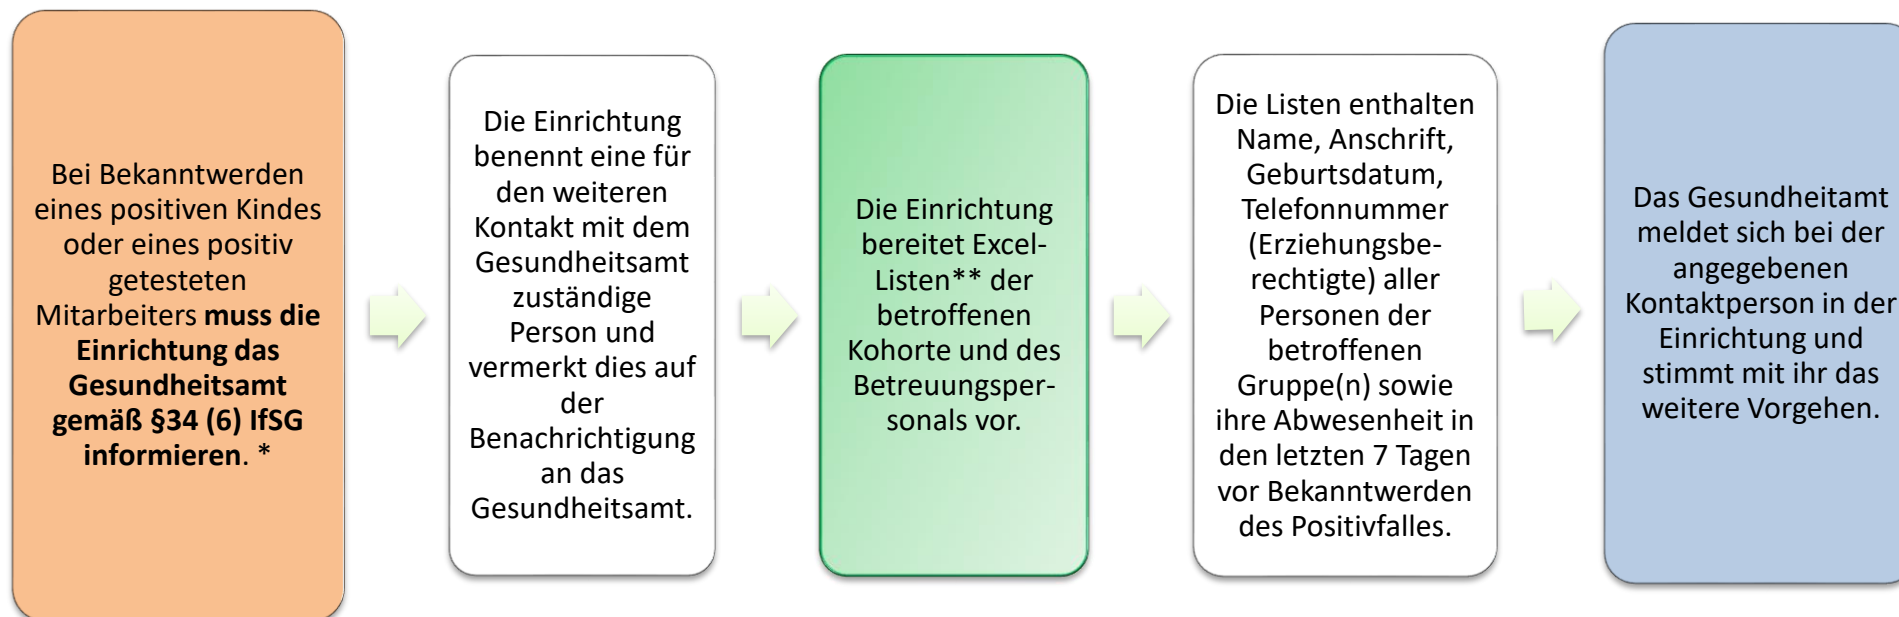 Bei Bekanntwerden
eines positiven Kindes
oder eines positiv
getesteten
Mitarbeiters muss die
Einrichtung das
Gesundheitsamt
gemäß §34 (6) IfSG
informieren. *
Die Einrichtung
benennt eine für
den weiteren
Kontakt mit dem
Gesundheitsamt
zuständige
Person und
vermerkt dies auf
der
Benachrichtigung
an das
Gesundheitsamt.
Die Einrichtung
bereitet Excel-
Listen** der
betroffenen
Kohorte und des
Betreuungsper-
sonals vor.
Die Listen enthalten
Name, Anschrift,
Geburtsdatum,
Telefonnummer
(Erziehungsbe-
rechtigte) aller
Personen der
betroffenen
Gruppe(n) sowie
ihre Abwesenheit in
den letzten 7 Tagen
vor Bekanntwerden
des Positivfalles.
Das Gesundheitamt
meldet sich bei der
angegebenen
Kontaktperson in der
Einrichtung und
stimmt mit ihr das
weitere Vorgehen.